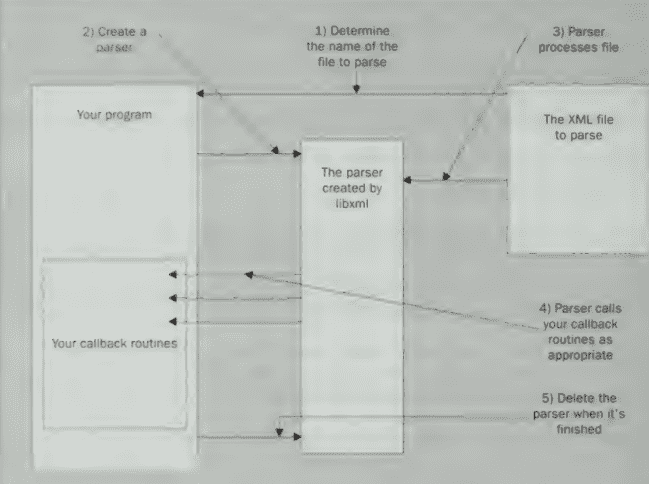 2) Create a
parser
1) Determine
the name of the
file to parse
3) Parser
processes file
Your program
The XML file
to parse
The parser
created by
libxml
Your callback routines
4) Parser calls
your callback
routines as
appropriate
5) Delete the
parser when it's
finished